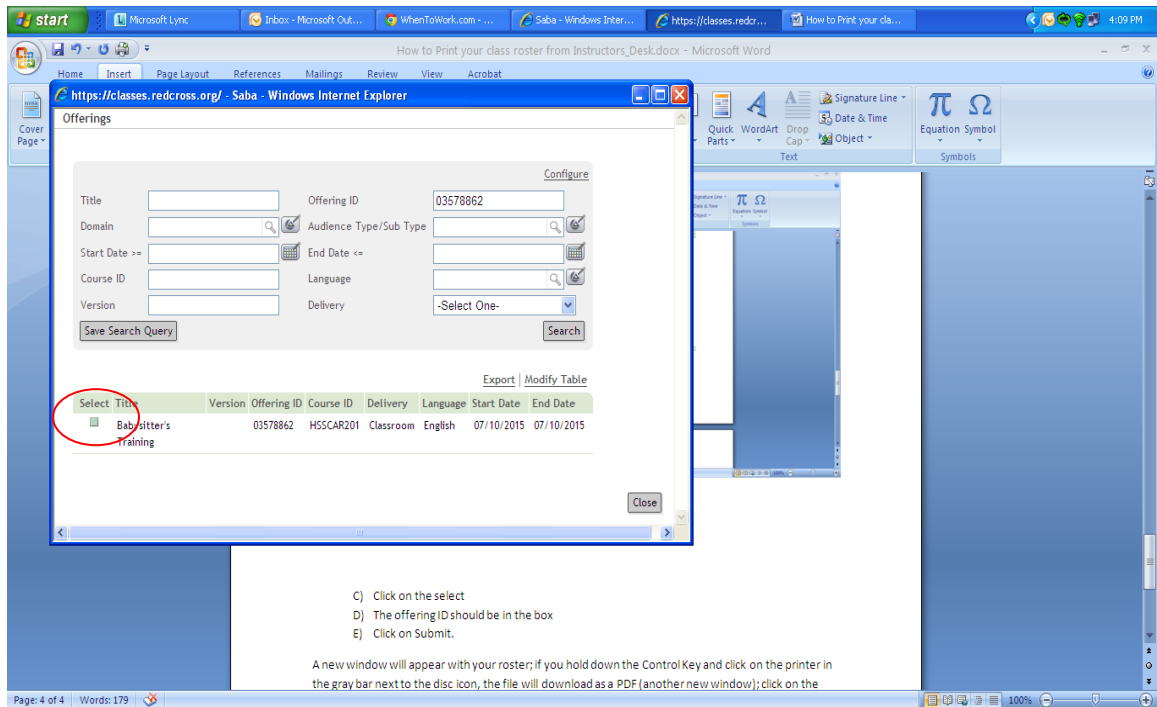 start
Microsoft Lync
Inbox - Microsoft Out...
WhenToWork.com - ...
Saba - Windows Inter...
https://classes.redcr...
How to Print your cla...
4:09 PM
How to Print your class roster from Instructors_Desk.docx - Microsoft Word
Home Insert Page Layout References Mailings Review View Acrobat
https://classes.redcross.org/ - Saba - Windows Internet Explorer
Offerings
Cover
Page
Quick
Parts
WordArt
Drop
Cap
Signature Line
Date & Time
Object
Text
Equation
Symbol
Symbols
Configure
Title Offering ID 03578862
Domain Audience Type/Sub Type
Start Date >= End Date <=
Course ID Language
Version Delivery -Select One-
Save Search Query Search
Export | Modify Table
Select Title Version Offering ID Course ID Delivery Language Start Date End Date
Babysitter's 03578862 HSSCAR201 Classroom English 07/10/2015 07/10/2015
Training
Close
C) Click on the select
D) The offering ID should be in the box
E) Click on Submit.
A new window will appear with your roster; if you hold down the Control Key and click on the printer in
the gray bar next to the disc icon, the file will download as a PDF (another new window); click on the
Page: 4 of 4 Words: 179 100%